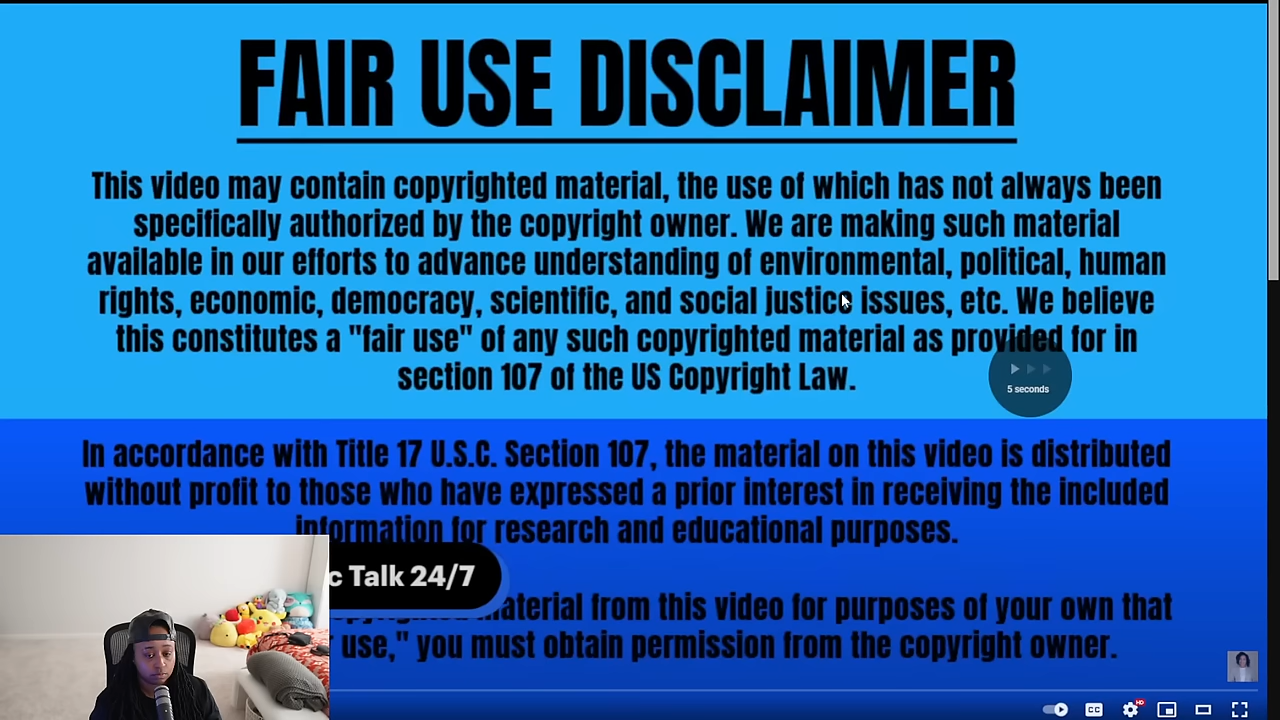 FAIR USE DISCLAIMER
This video may contain copyrighted material, the use of which has not always been
specifically authorized by the copyright owner. We are making such material
available in our efforts to advance understanding of environmental, political, human
rights, economic, democracy, scientific, and social justice issues, etc. We believe
this constitutes a "fair use" of any such copyrighted material as provided for in
section 107 of the US Copyright Law.
5 seconds
In accordance with Title 17 U.S.C. Section 107, the material on this video is distributed
without profit to those who have expressed a prior interest in receiving the included
information for research and educational purposes.
c Talk 24/7
material from this video for purposes of your own that
use," you must obtain permission from the copyright owner.
CC
HD